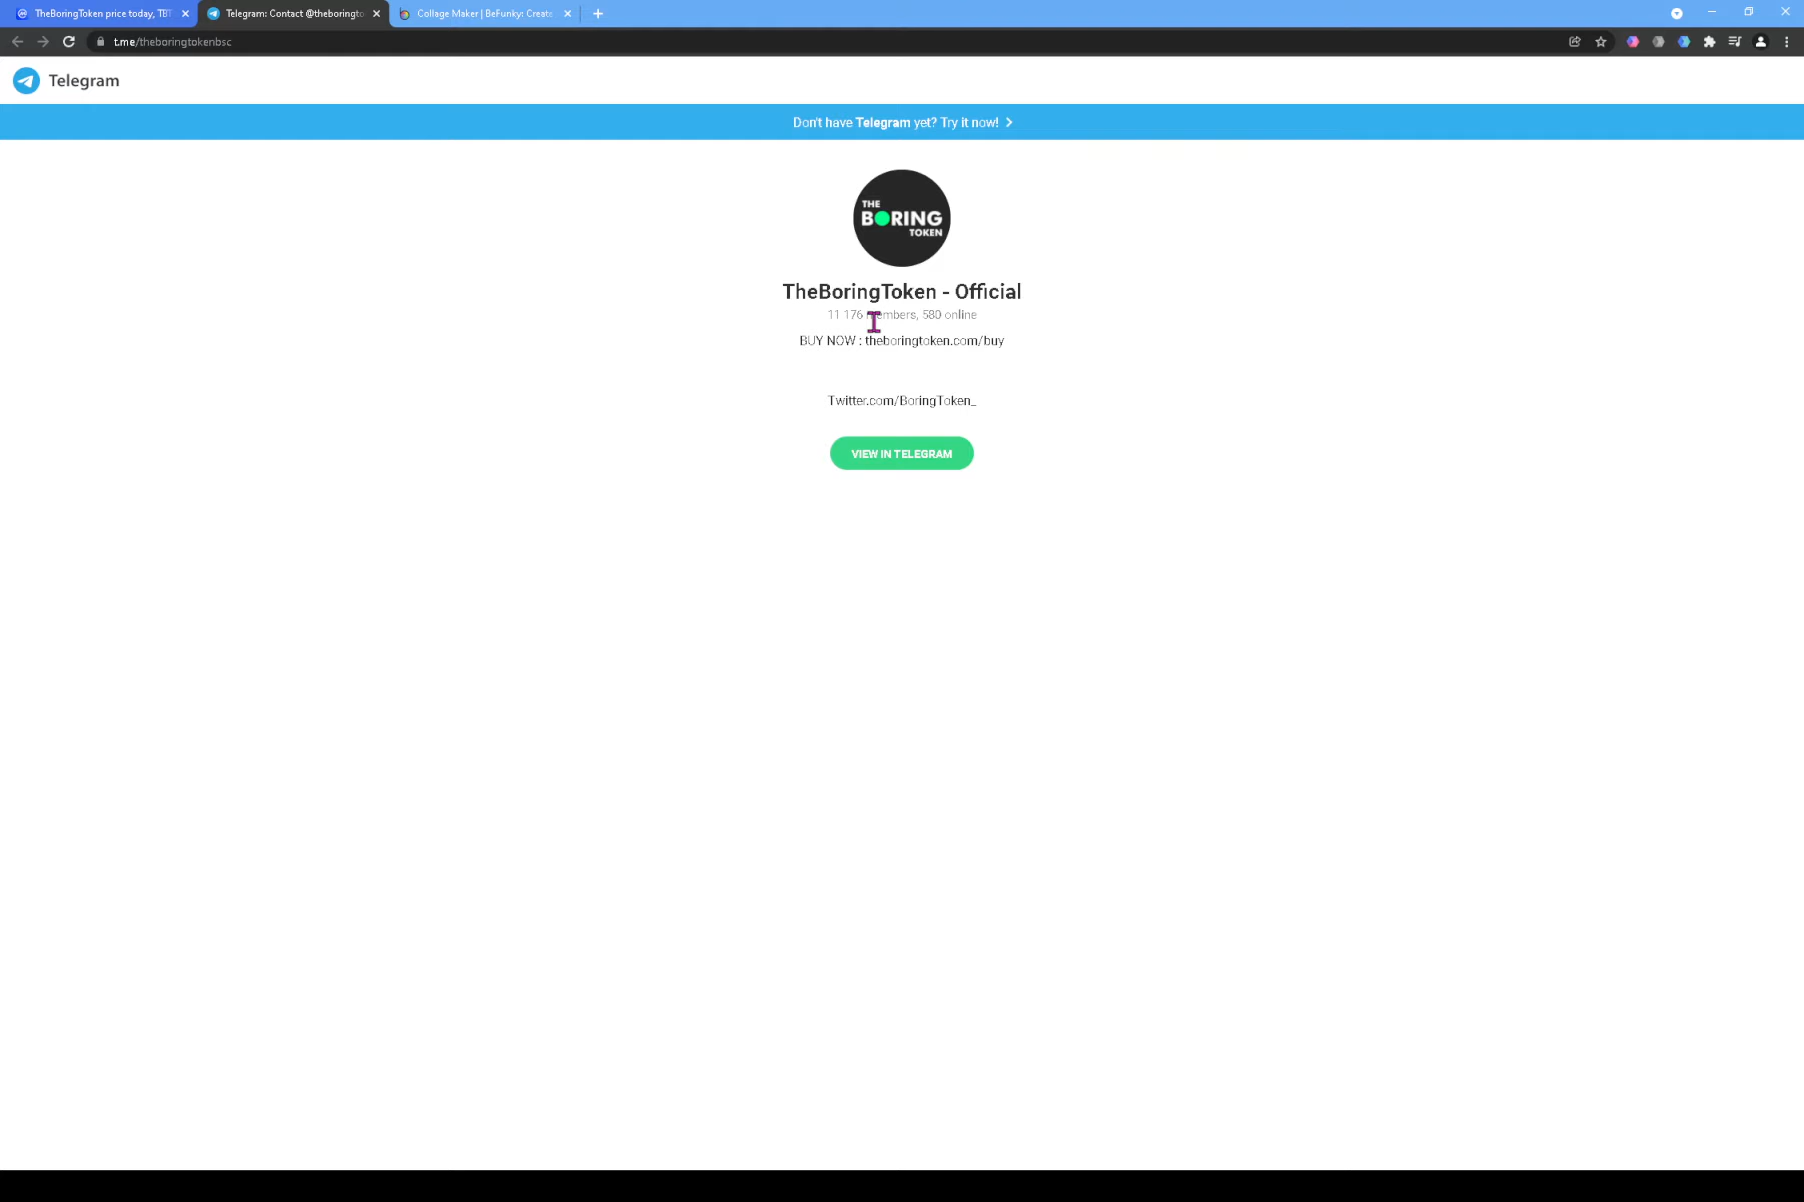 TheBoringToken price today, TBT
Telegram: Contact @theboringto
Collage Maker | BeFunky: Create
t.me/theboringtokenbsc
Telegram
Don't have Telegram yet? Try it now!
THE
BORING
TOKEN
TheBoringToken - Official
11 176 members, 580 online
BUY NOW : theboringtoken.com/buy
Twitter.com/BoringToken_
VIEW IN TELEGRAM